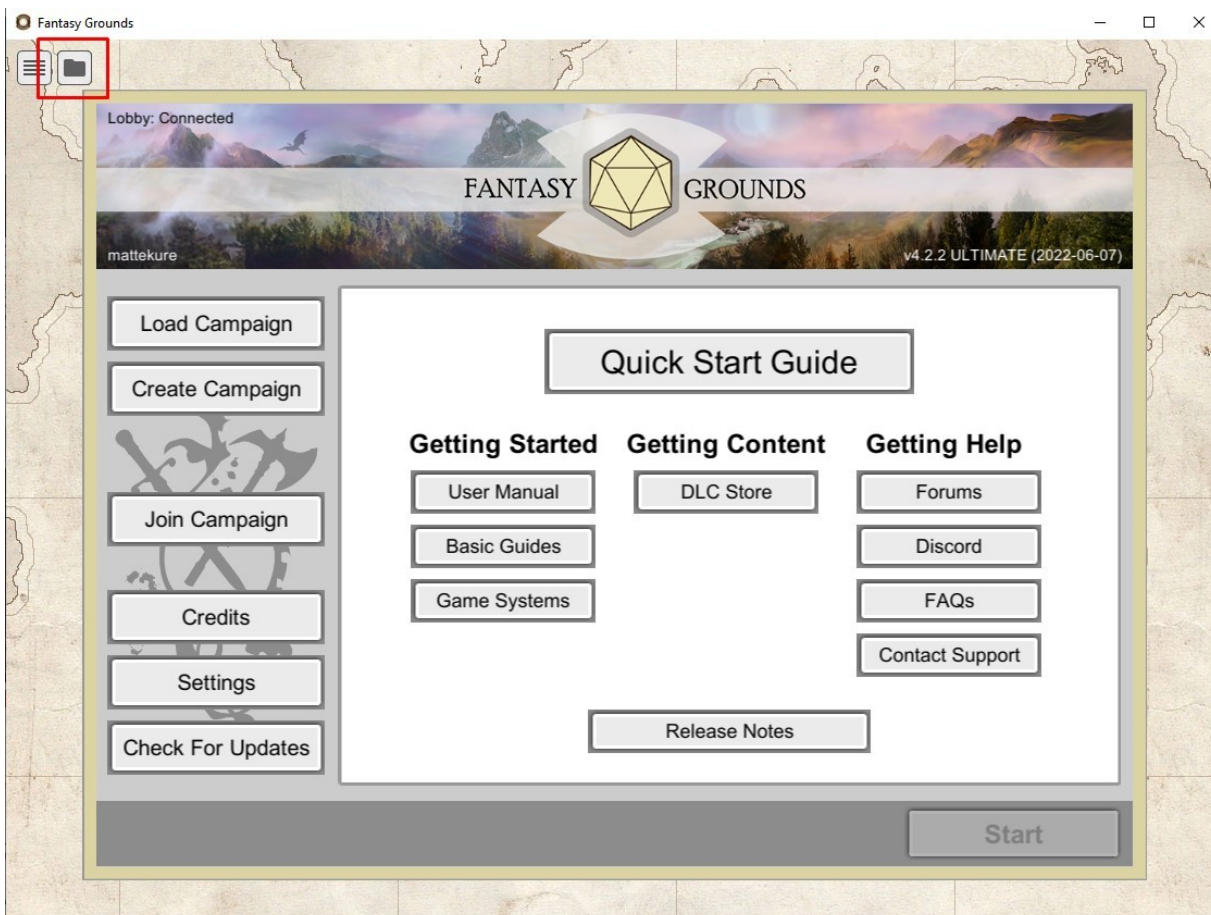 Fantasy Grounds
Lobby: Connected
FANTASY GROUNDS
mattekure
v4.2.2 ULTIMATE (2022-06-07)
Load Campaign
Create Campaign
Join Campaign
Credits
Settings
Check For Updates
Quick Start Guide
Getting Started
User Manual
Basic Guides
Game Systems
Getting Content
DLC Store
Getting Help
Forums
Discord
FAQs
Contact Support
Release Notes
Start